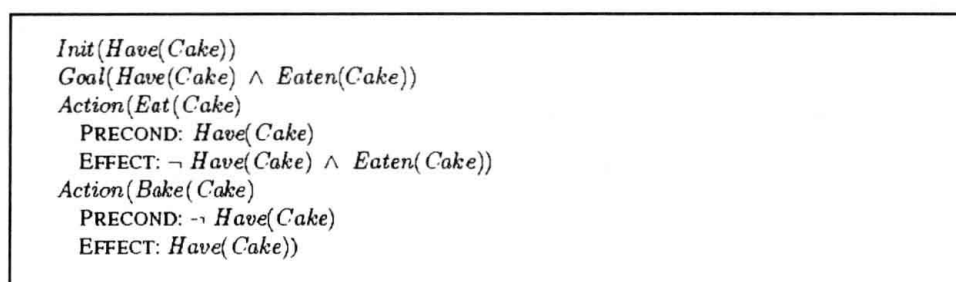 Init(Have(Cake))
Goal(Have(Cake) ∧ Eaten(Cake))
Action(Eat(Cake)
PRECOND: Have(Cake)
EFFECT: ¬ Have(Cake) ∧ Eaten(Cake))
Action(Bake(Cake)
PRECOND: ¬ Have(Cake)
EFFECT: Have(Cake))